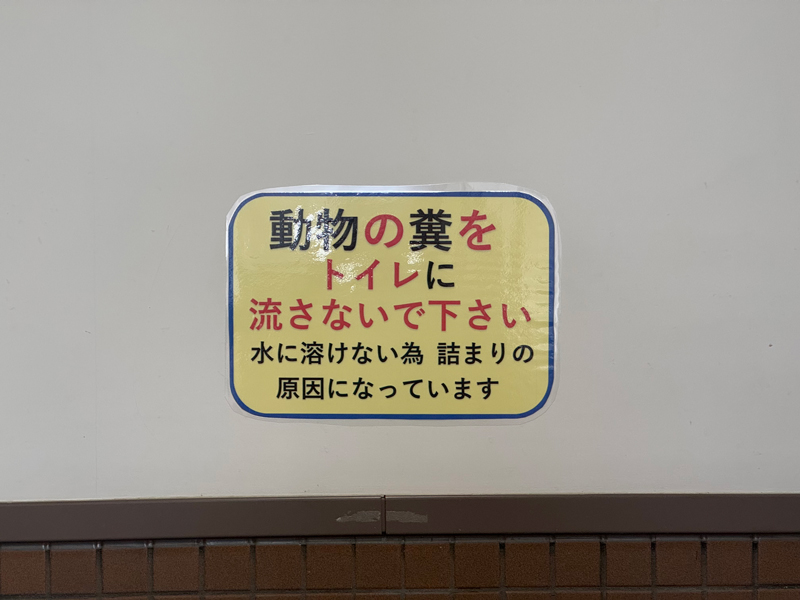 動物の糞を
トイレに
流さないで下さい
水に溶けない為 詰まりの
原因になっています